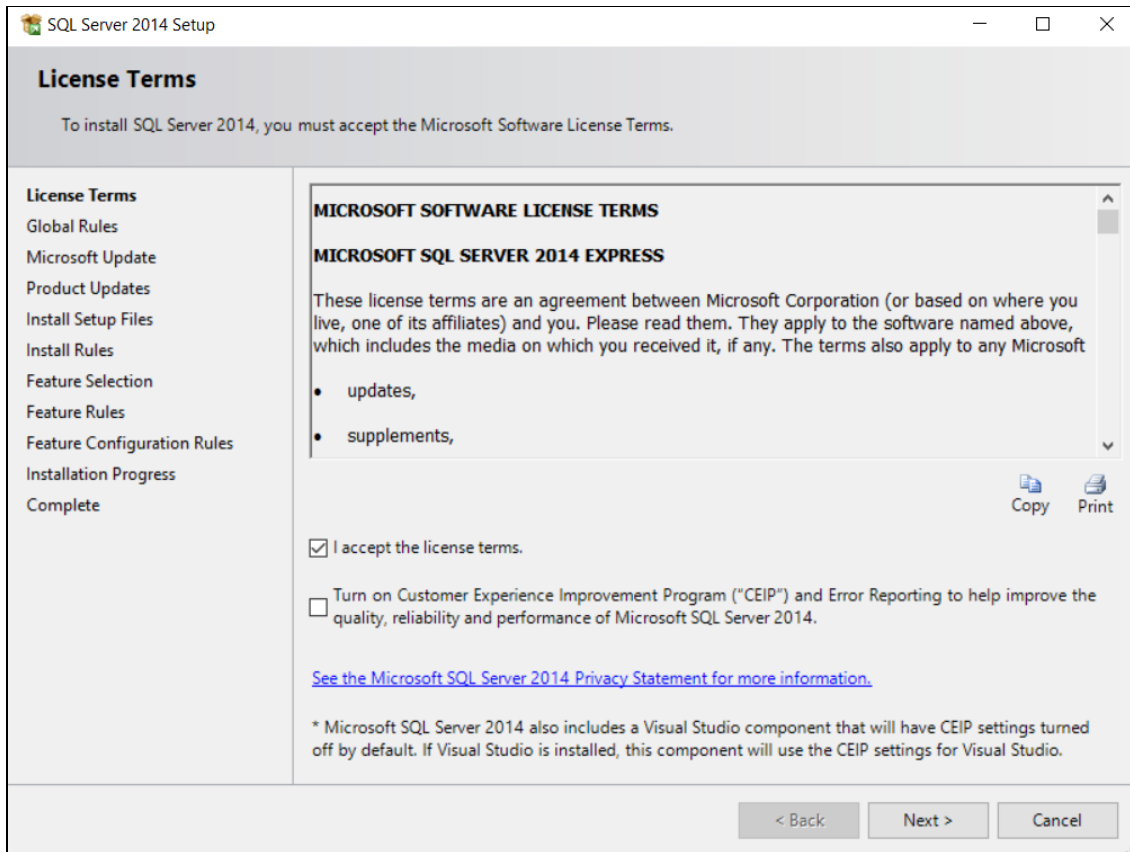 SQL Server 2014 Setup
License Terms
To install SQL Server 2014, you must accept the Microsoft Software License Terms.
License Terms
Global Rules
Microsoft Update
Product Updates
Install Setup Files
Install Rules
Feature Selection
Feature Rules
Feature Configuration Rules
Installation Progress
Complete
MICROSOFT SOFTWARE LICENSE TERMS
MICROSOFT SQL SERVER 2014 EXPRESS
These license terms are an agreement between Microsoft Corporation (or based on where you
live, one of its affiliates) and you. Please read them. They apply to the software named above,
which includes the media on which you received it, if any. The terms also apply to any Microsoft
• updates,
• supplements,
Copy Print
I accept the license terms.
Turn on Customer Experience Improvement Program ("CEIP") and Error Reporting to help improve the
quality, reliability and performance of Microsoft SQL Server 2014.
See the Microsoft SQL Server 2014 Privacy Statement for more information.
* Microsoft SQL Server 2014 also includes a Visual Studio component that will have CEIP settings turned
off by default. If Visual Studio is installed, this component will use the CEIP settings for Visual Studio.
< Back Next > Cancel